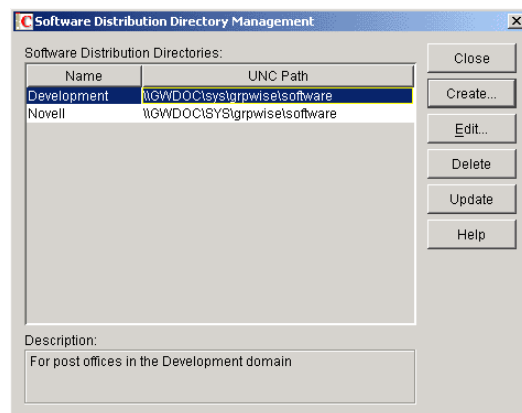 Software Distribution Directory Management
Software Distribution Directories:
Name UNC Path
Development \\GWDOC\sys\grpwise\software
Novell \\GWDOC\SYS\grpwise\software
Close
Create...
Edit...
Delete
Update
Help
Description:
For post offices in the Development domain